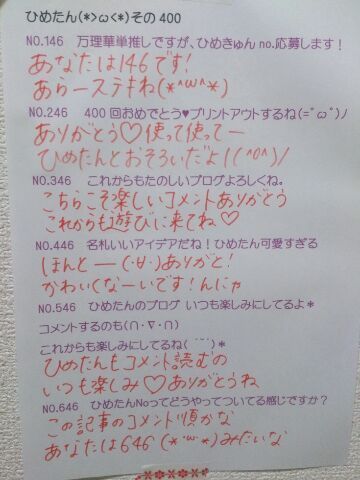 ひめたん(*>ω<*)その400
NO.146 万理華単推しですが、ひめきゅんno.応募します！
あなたは146です！
あらーステキね(*^ω^*)
NO.246 400回おめでとう♥プリントアウトするね(=˘ω˘)ノ
ありがとう♡使って使ってー
ひめたんとおそろいだよ！(^0^)ノ
NO.346 これからもたのしいブログよろしくね。
こちらこそ楽しいコメントありがとう
これからも遊びに来てね♡
NO.446 名札いいアイデアだね！ひめたん可愛すぎる
ほんとー(・∀・)ありがと！
かわいくなーいです！んにゃ
NO.546 ひめたんのブログ いつも楽しみにしてるよ*
コメントするのも(∩・∇・∩)
これからも楽しみにしてるね(´˘`)*
ひめたんもコメント読むの
いつも楽しみ♡ありがとうね
NO.646 ひめたんNoってどうやってついてる感じですか？
この記事のコメント順かな
あなたは646(*˘ω˘*)みたいな